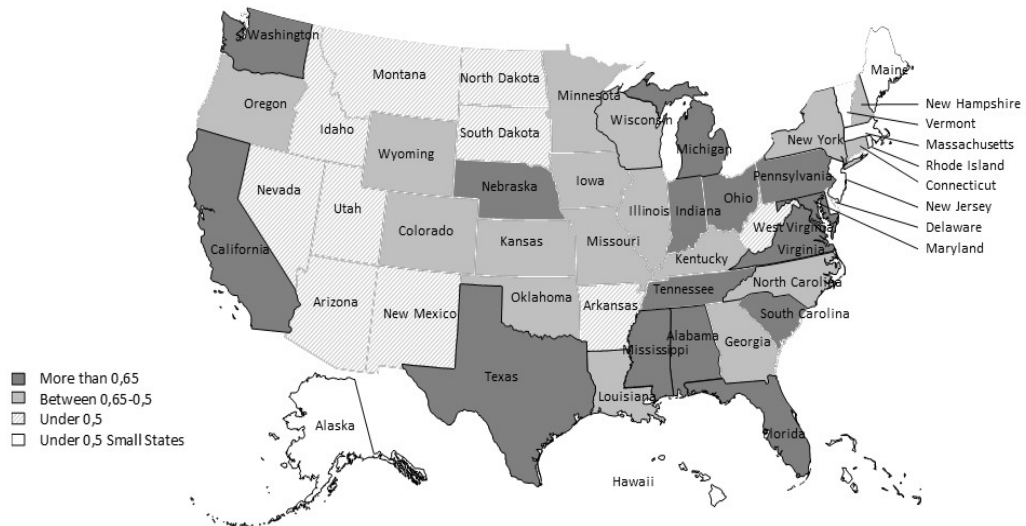 Washington
Maine
Montana
North Dakota
Minnesota
Oregon
New Hampshire
Idaho
South Dakota
Wisconsin
Vermont
New York
Massachusetts
Wyoming
Michigan
Rhode Island
Pennsylvania
Connecticut
Nebraska
Iowa
Nevada
Ohio
New Jersey
Utah
Illinois
Indiana
Delaware
Colorado
West Virginia
California
Kansas
Missouri
Virginia
Maryland
Kentucky
North Carolina
Tennessee
Oklahoma
Arizona
New Mexico
Arkansas
South Carolina
Alabama
Georgia
Mississippi
Texas
Louisiana
Florida
Alaska
Hawaii
More than 0,65
Between 0,65-0,5
Under 0,5
Under 0,5 Small States